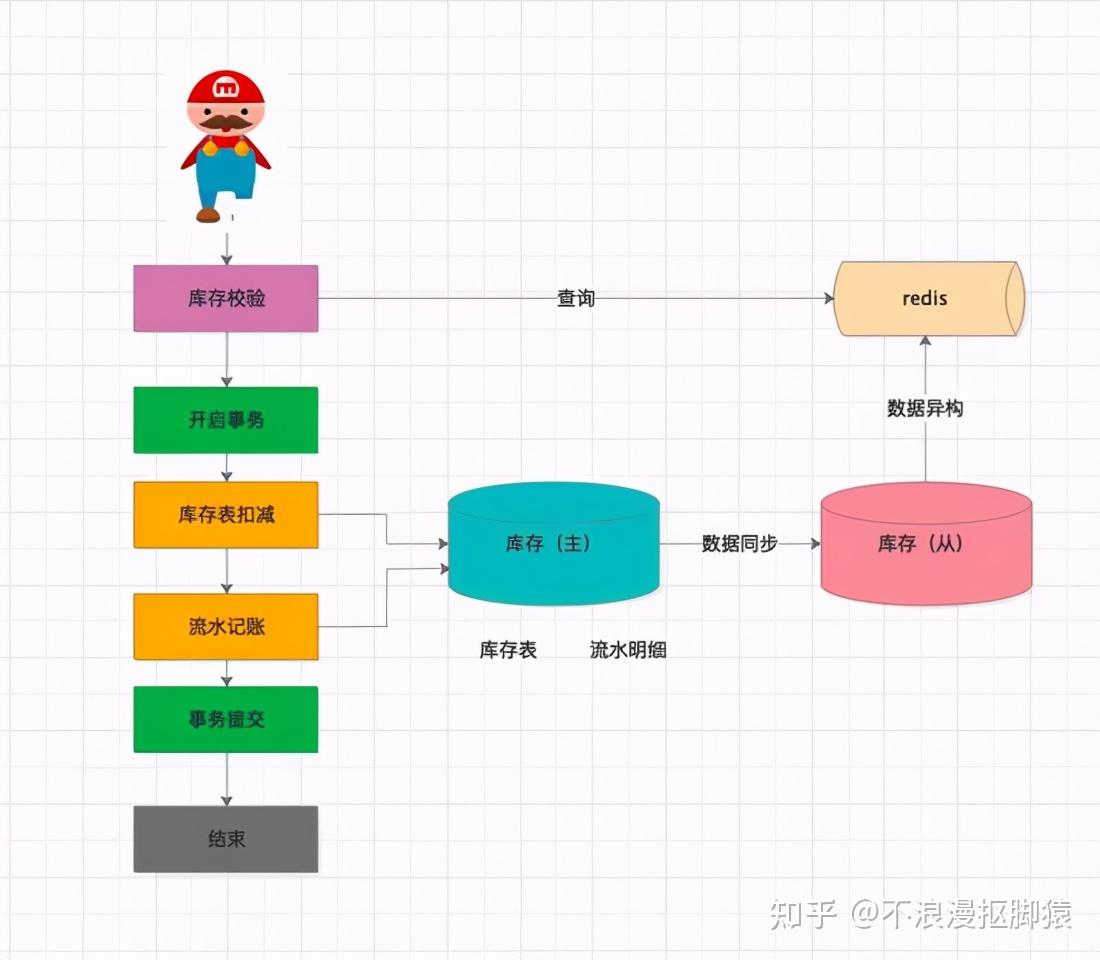 m
库存校验
查询
redis
开启事务
数据异构
库存表扣减
库存（主）
数据同步
库存（从）
流水记账
库存表
流水明细
事务提交
结束
知乎 @不浪漫抠脚猿